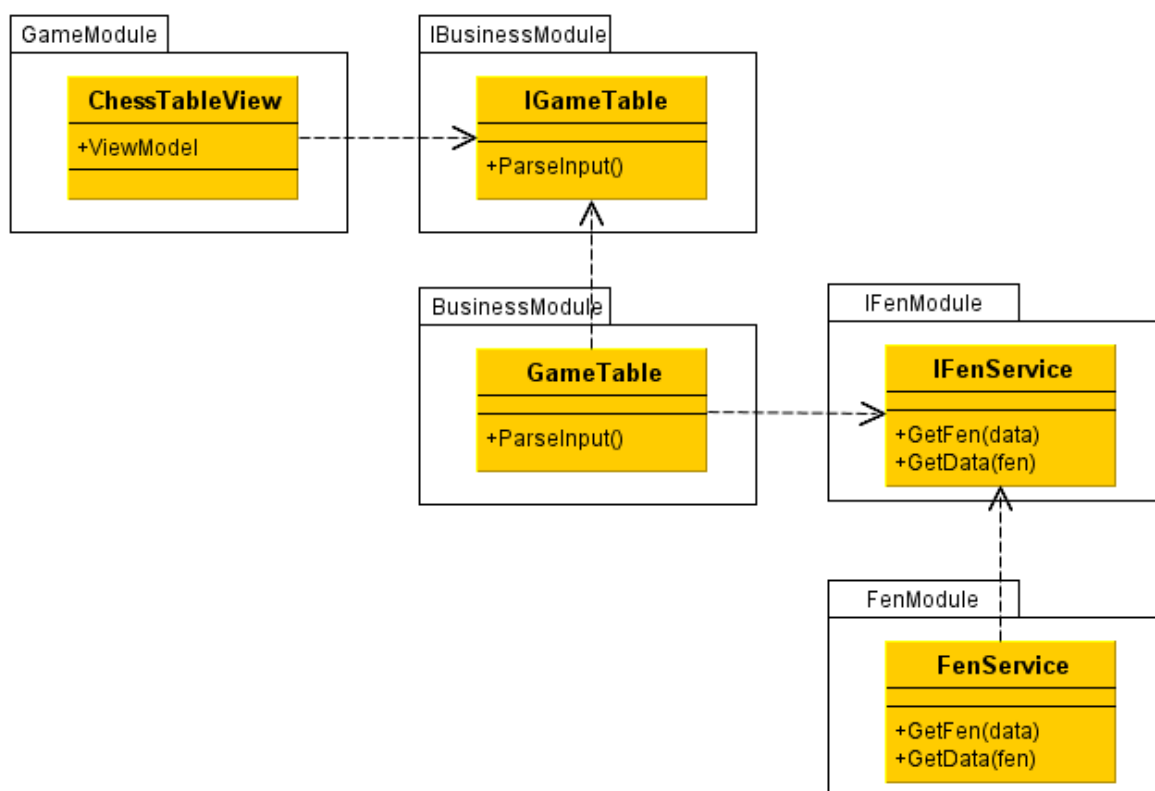 GameModule
ChessTableView
+ViewModel
IBusinessModule
IGameTable
+ParseInput()
BusinessModule
GameTable
+ParseInput()
IFenModule
IFenService
+GetFen(data)
+GetData(fen)
FenModule
FenService
+GetFen(data)
+GetData(fen)